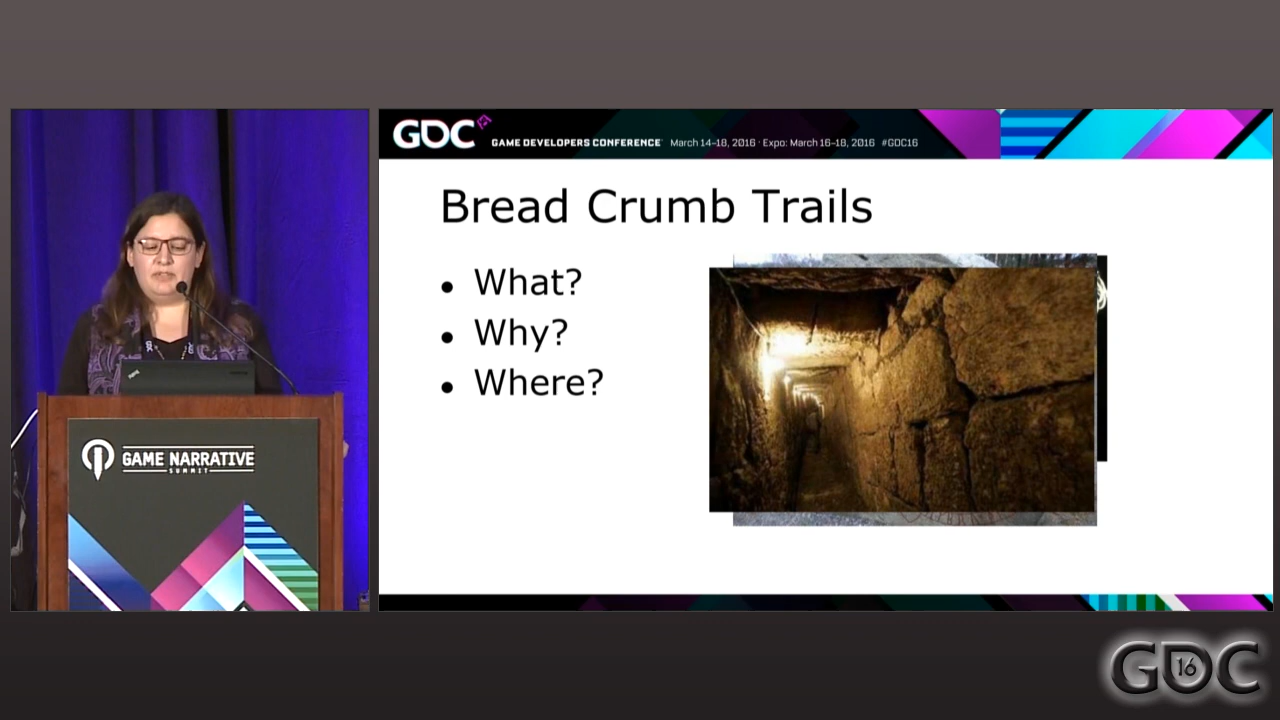 GDC
GAME DEVELOPERS CONFERENCE March 14–18, 2016 · Expo: March 16–18, 2016 #GDC16
Bread Crumb Trails
• What?
• Why?
• Where?
GAME NARRATIVE
SUMMIT
GDC
16